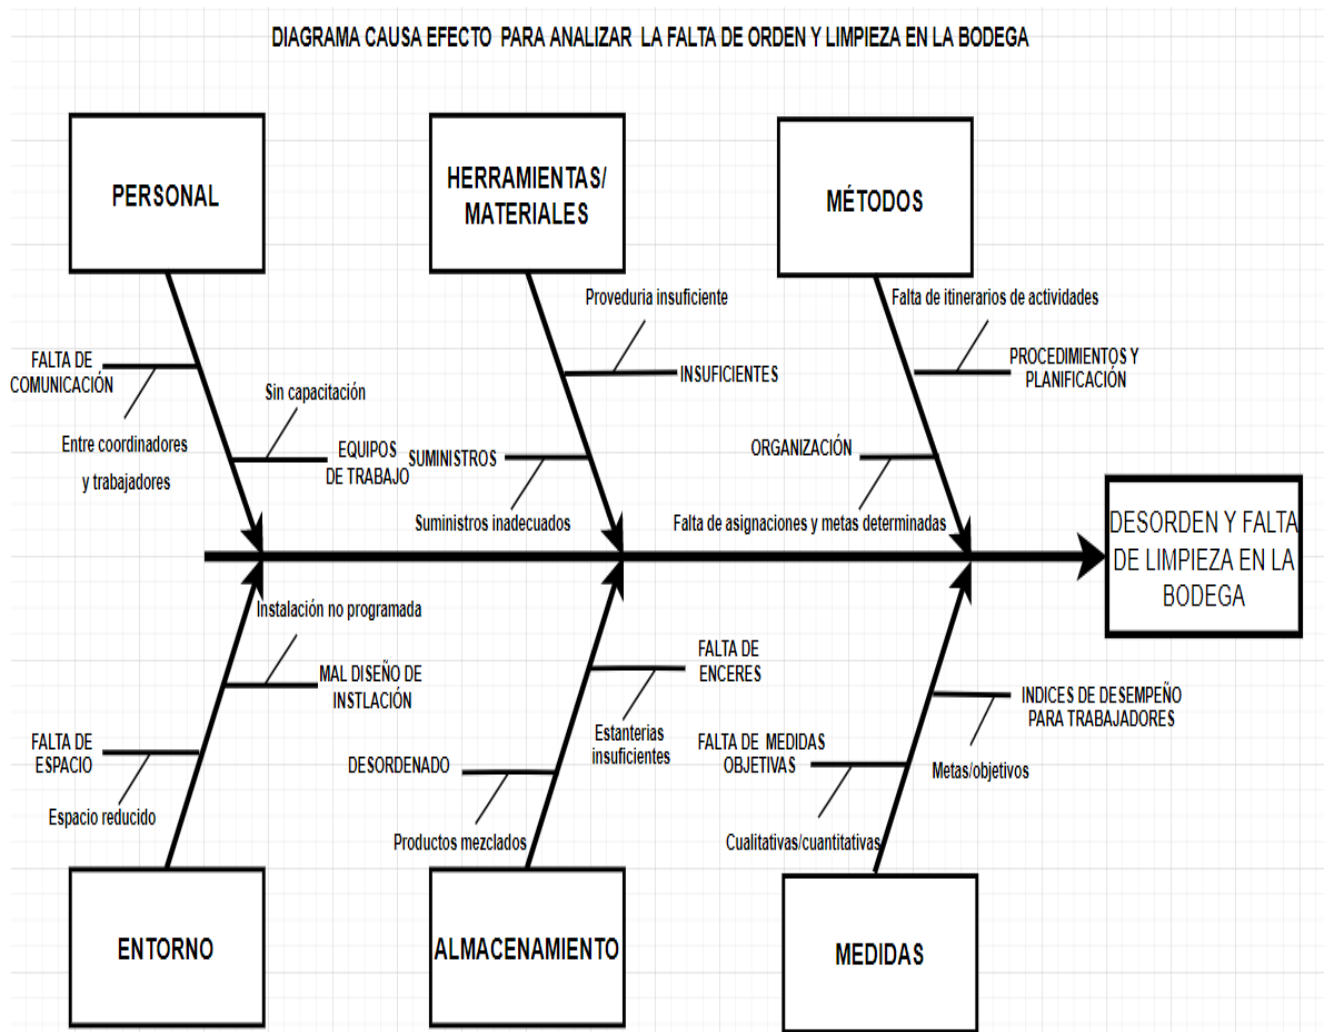 DIAGRAMA CAUSA EFECTO PARA ANALIZAR LA FALTA DE ORDEN Y LIMPIEZA EN LA BODEGA
PERSONAL
HERRAMIENTAS/
MATERIALES
MÉTODOS
FALTA DE
COMUNICACIÓN
Entre coordinadores
y trabajadores
Sin capacitación
EQUIPOS
DE TRABAJO
Proveduria insuficiente
INSUFICIENTES
SUMINISTROS
Suministros inadecuados
Falta de itinerarios de actividades
PROCEDIMIENTOS Y
PLANIFICACIÓN
ORGANIZACIÓN
Falta de asignaciones y metas determinadas
DESORDEN Y FALTA
DE LIMPIEZA EN LA
BODEGA
Instalación no programada
MAL DISEÑO DE
INSTLACIÓN
FALTA DE
ESPACIO
Espacio reducido
FALTA DE
ENCERES
Estanterias
insuficientes
DESORDENADO
Productos mezclados
INDICES DE DESEMPEÑO
PARA TRABAJADORES
Metas/objetivos
FALTA DE MEDIDAS
OBJETIVAS
Cualitativas/cuantitativas
ENTORNO
ALMACENAMIENTO
MEDIDAS